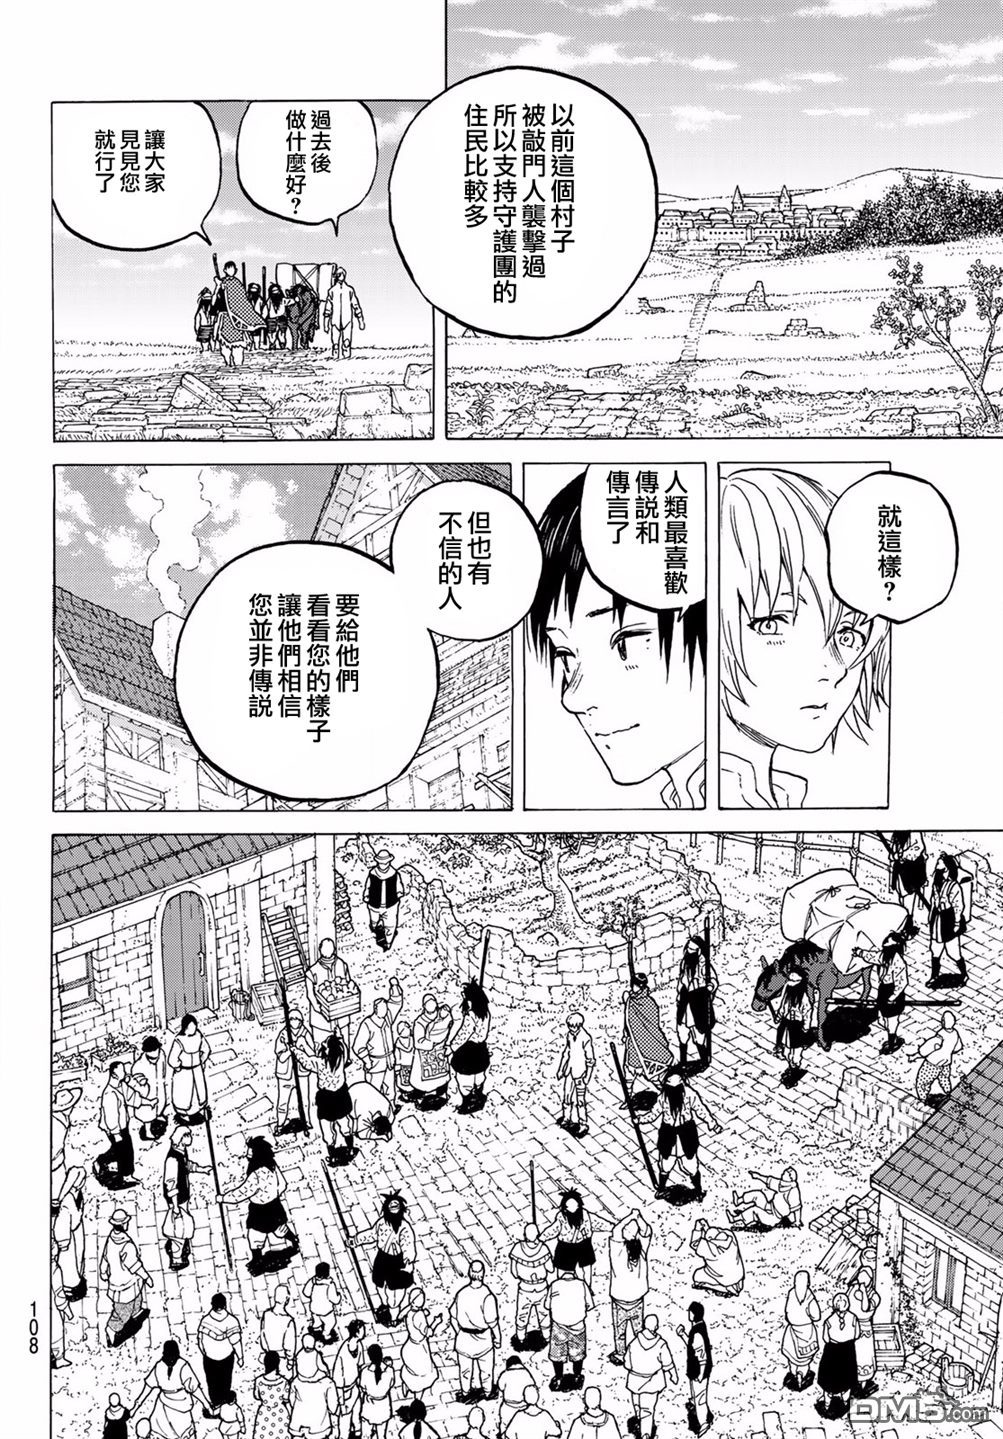 以前這個村子
被敲門人襲擊過
所以支持守護團的
住民比較多
過去後
做什麼好?
讓大家
見見您
就行了
就這樣?
人類最喜歡
傳説和
傳言了
但也有
不信的人
要給他們
看看您的樣子
讓他們相信
您並非傳説
108
DM5.com